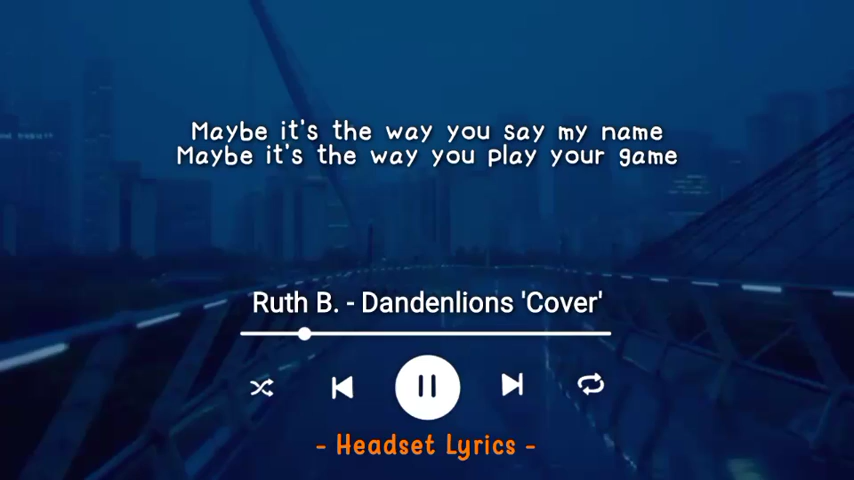 Maybe it's the way you say my name
Maybe it's the way you play your game
Ruth B. - Dandenlions 'Cover'
- Headset Lyrics -